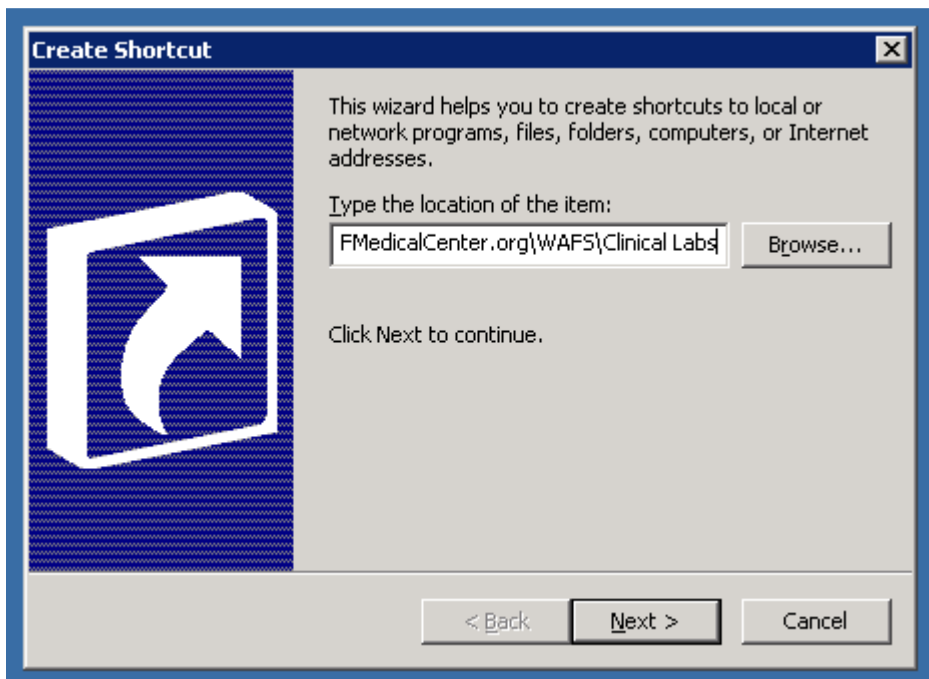 Create Shortcut
This wizard helps you to create shortcuts to local or
network programs, files, folders, computers, or Internet
addresses.
Type the location of the item:
FMedicalCenter.org\WAFS\Clinical Labs
Browse...
Click Next to continue.
< Back
Next >
Cancel